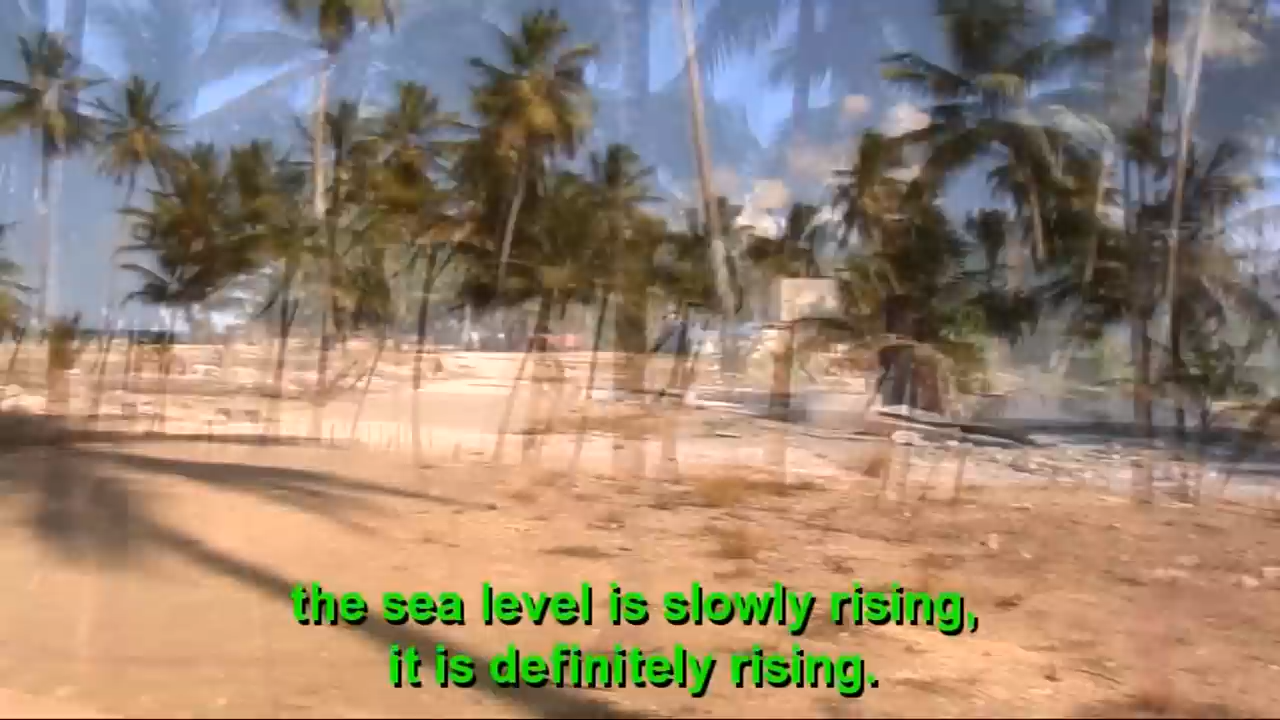 the sea level is slowly rising,
it is definitely rising.